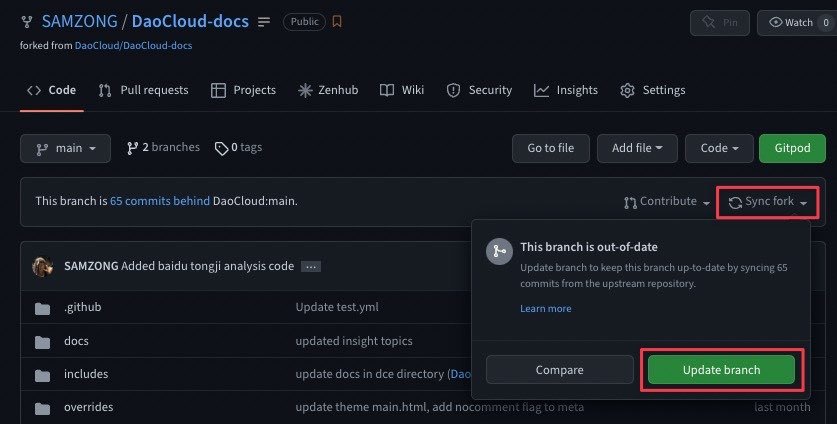 SAMZONG / DaoCloud-docs Public Pin Watch 0
forked from DaoCloud/DaoCloud-docs
Code Pull requests Projects Zenhub Wiki Security Insights Settings
main 2 branches 0 tags Go to file Add file Code Gitpod
This branch is 65 commits behind DaoCloud:main. Contribute Sync fork
This branch is out-of-date
Update branch to keep this branch up-to-date by syncing 65
commits from the upstream repository.
Learn more
Compare Update branch
SAMZONG Added baidu tongji analysis code ...
.github Update test.yml
docs updated insight topics
includes update docs in dce directory (Dao
overrides update theme main.html, add nocomment flag to meta last month